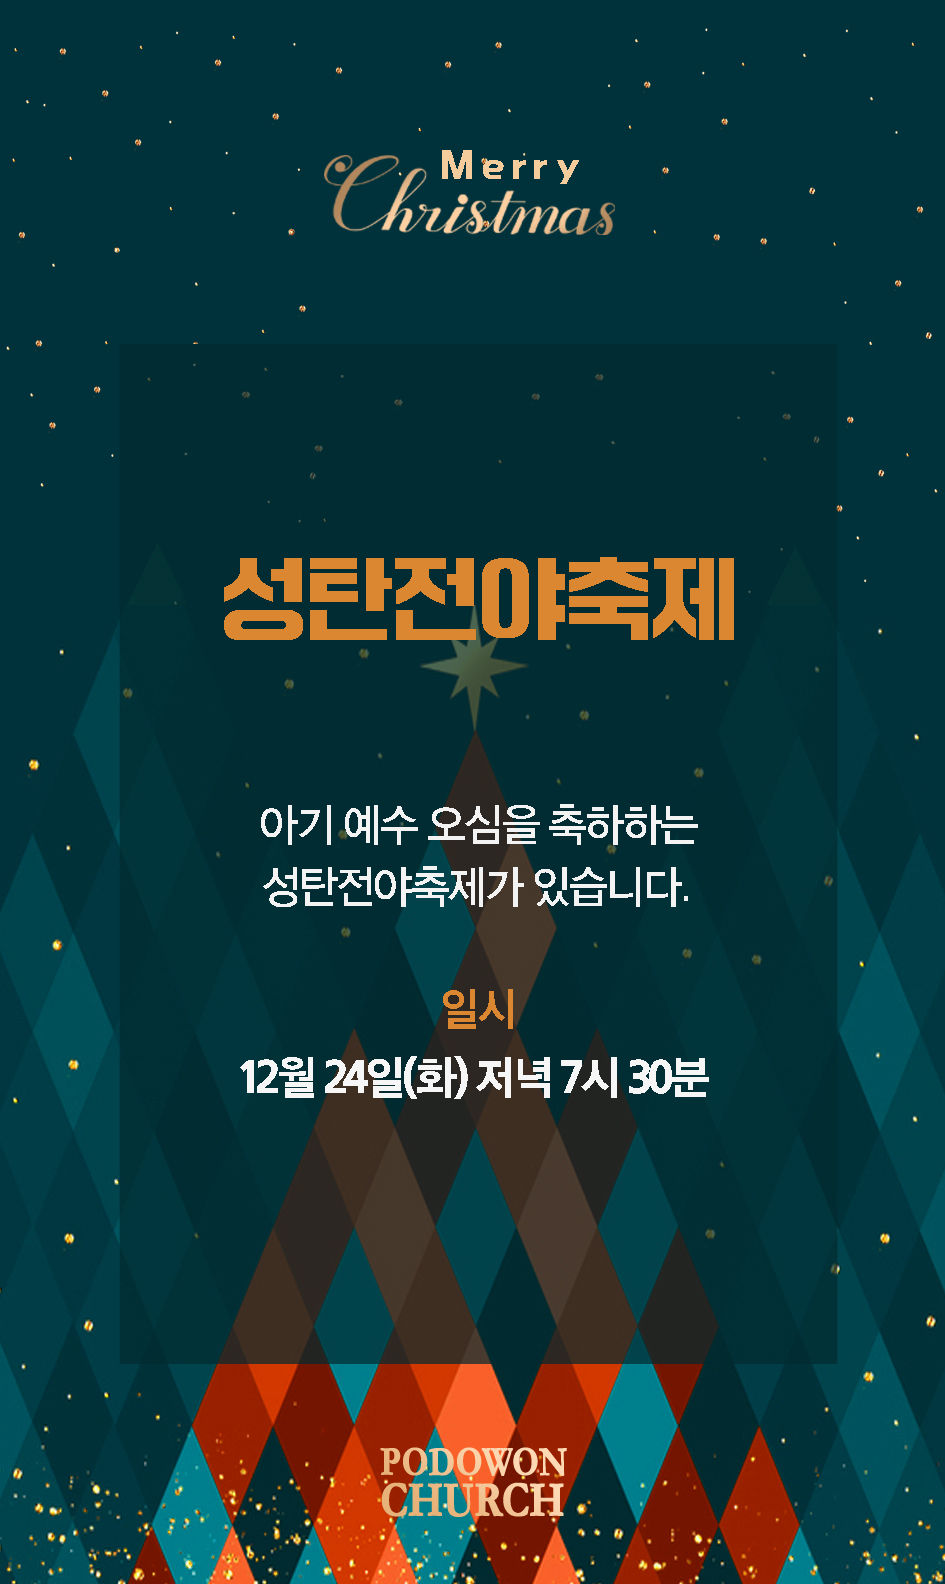 Merry
Christmas
성탄전야축제
아기 예수 오심을 축하하는
성탄전야축제가 있습니다.
일시
12월 24일(화) 저녁 7시 30분
PODOWON
CHURCH